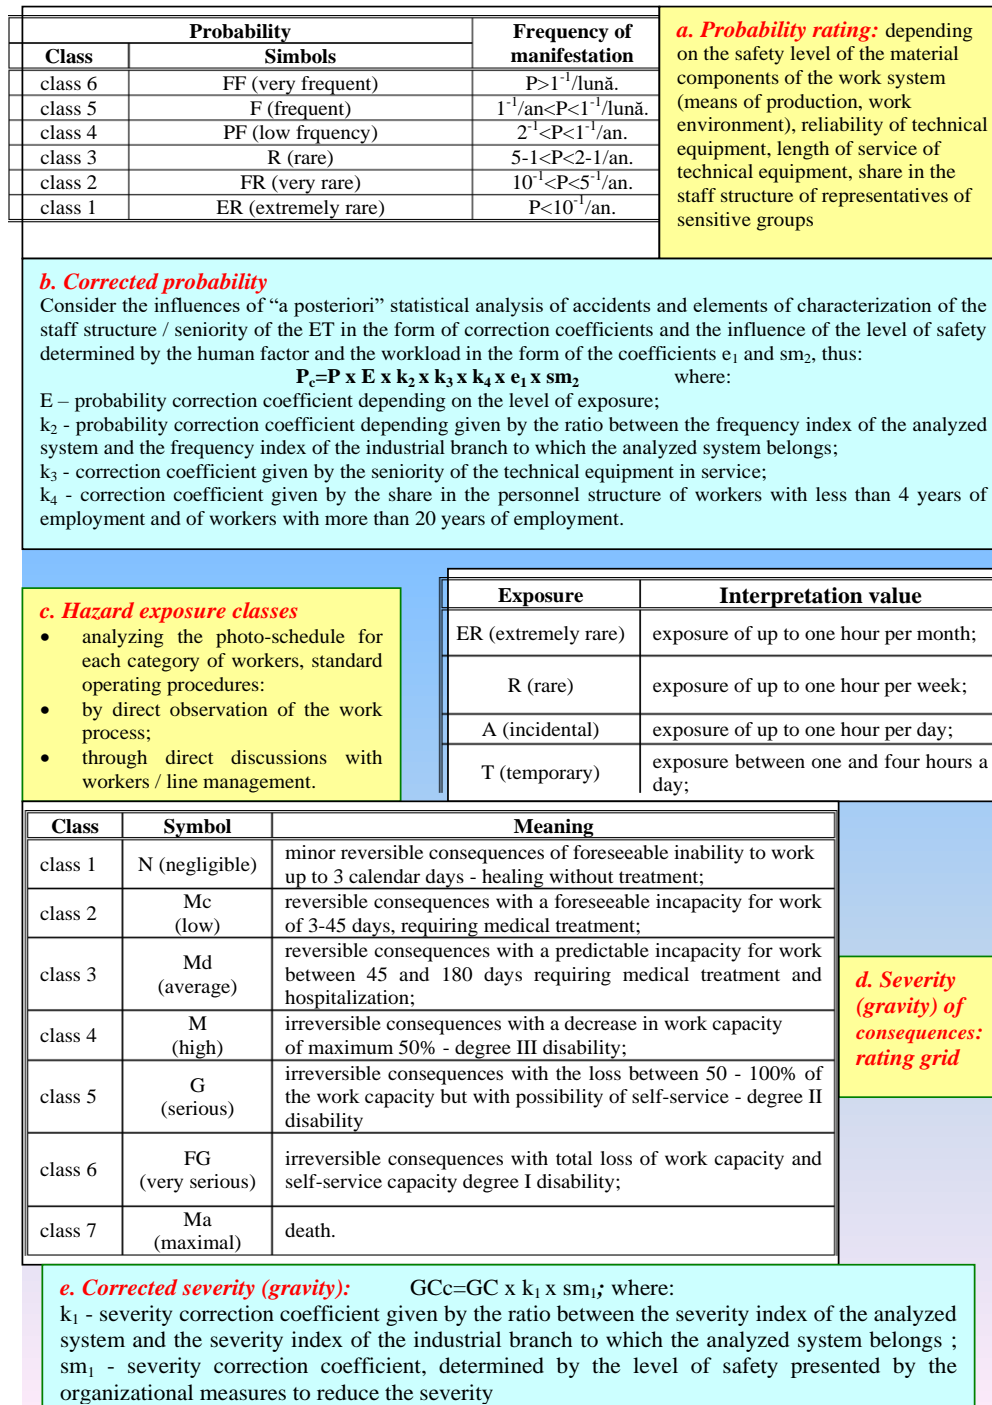 Probability
Frequency of manifestation
Class
Simbols
class 6
FF (very frequent)
P>1⁻¹/lună.
class 5
F (frequent)
1⁻¹/an<P<1⁻¹/lună.
class 4
PF (low frquency)
2⁻¹<P<1⁻¹/an.
class 3
R (rare)
5-1<P<2-1/an.
class 2
FR (very rare)
10⁻¹<P<5⁻¹/an.
class 1
ER (extremely rare)
P<10⁻¹/an.
a. Probability rating: depending
on the safety level of the material
components of the work system
(means of production, work
environment), reliability of technical
equipment, length of service of
technical equipment, share in the
staff structure of representatives of
sensitive groups
b. Corrected probability
Consider the influences of “a posteriori” statistical analysis of accidents and elements of characterization of the
staff structure / seniority of the ET in the form of correction coefficients and the influence of the level of safety
determined by the human factor and the workload in the form of the coefficients e₁ and sm₂, thus:
P꜀=P x E x k₂ x k₃ x k₄ x e₁ x sm₂ where:
E – probability correction coefficient depending on the level of exposure;
k₂ - probability correction coefficient depending given by the ratio between the frequency index of the analyzed
system and the frequency index of the industrial branch to which the analyzed system belongs;
k₃ - correction coefficient given by the seniority of the technical equipment in service;
k₄ - correction coefficient given by the share in the personnel structure of workers with less than 4 years of
employment and of workers with more than 20 years of employment.
c. Hazard exposure classes
• analyzing the photo-schedule for
each category of workers, standard
operating procedures:
• by direct observation of the work
process;
• through direct discussions with
workers / line management.
Exposure
Interpretation value
ER (extremely rare)
exposure of up to one hour per month;
R (rare)
exposure of up to one hour per week;
A (incidental)
exposure of up to one hour per day;
T (temporary)
exposure between one and four hours a
day;
Class
Symbol
Meaning
class 1
N (negligible)
minor reversible consequences of foreseeable inability to work
up to 3 calendar days - healing without treatment;
class 2
Mc
(low)
reversible consequences with a foreseeable incapacity for work
of 3-45 days, requiring medical treatment;
class 3
Md
(average)
reversible consequences with a predictable incapacity for work
between 45 and 180 days requiring medical treatment and
hospitalization;
class 4
M
(high)
irreversible consequences with a decrease in work capacity
of maximum 50% - degree III disability;
class 5
G
(serious)
irreversible consequences with the loss between 50 - 100% of
the work capacity but with possibility of self-service - degree II
disability
class 6
FG
(very serious)
irreversible consequences with total loss of work capacity and
self-service capacity degree I disability;
class 7
Ma
(maximal)
death.
d. Severity
(gravity) of
consequences:
rating grid
e. Corrected severity (gravity): GCc=GC x k₁ x sm₁; where:
k₁ - severity correction coefficient given by the ratio between the severity index of the analyzed
system and the severity index of the industrial branch to which the analyzed system belongs ;
sm₁ - severity correction coefficient, determined by the level of safety presented by the
organizational measures to reduce the severity